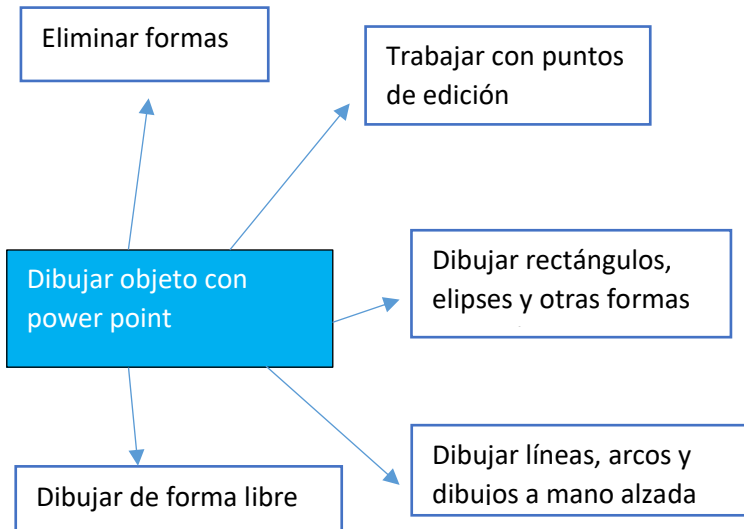 Eliminar formas
Trabajar con puntos
de edición
Dibujar objeto con
power point
Dibujar rectángulos,
elipses y otras formas
Dibujar líneas, arcos y
dibujos a mano alzada
Dibujar de forma libre